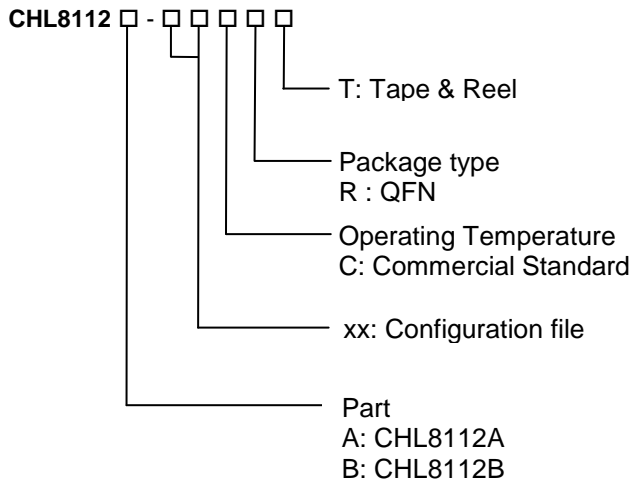 CHL8112 □ - □ □ □ □ □
T: Tape & Reel
Package type
R : QFN
Operating Temperature
C: Commercial Standard
xx: Configuration file
Part
A: CHL8112A
B: CHL8112B